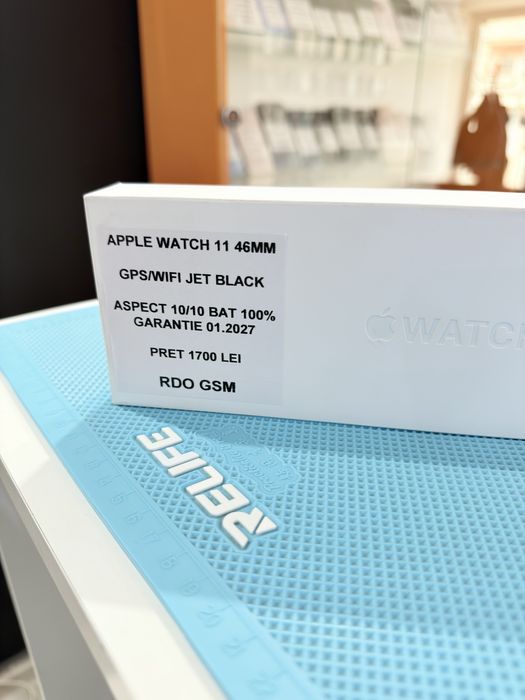 APPLE WATCH 11 46MM
GPS/WIFI JET BLACK
ASPECT 10/10 BAT 100%
GARANTIE 01.2027
PRET 1700 LEI
RDO GSM
WATCH
RELIFE